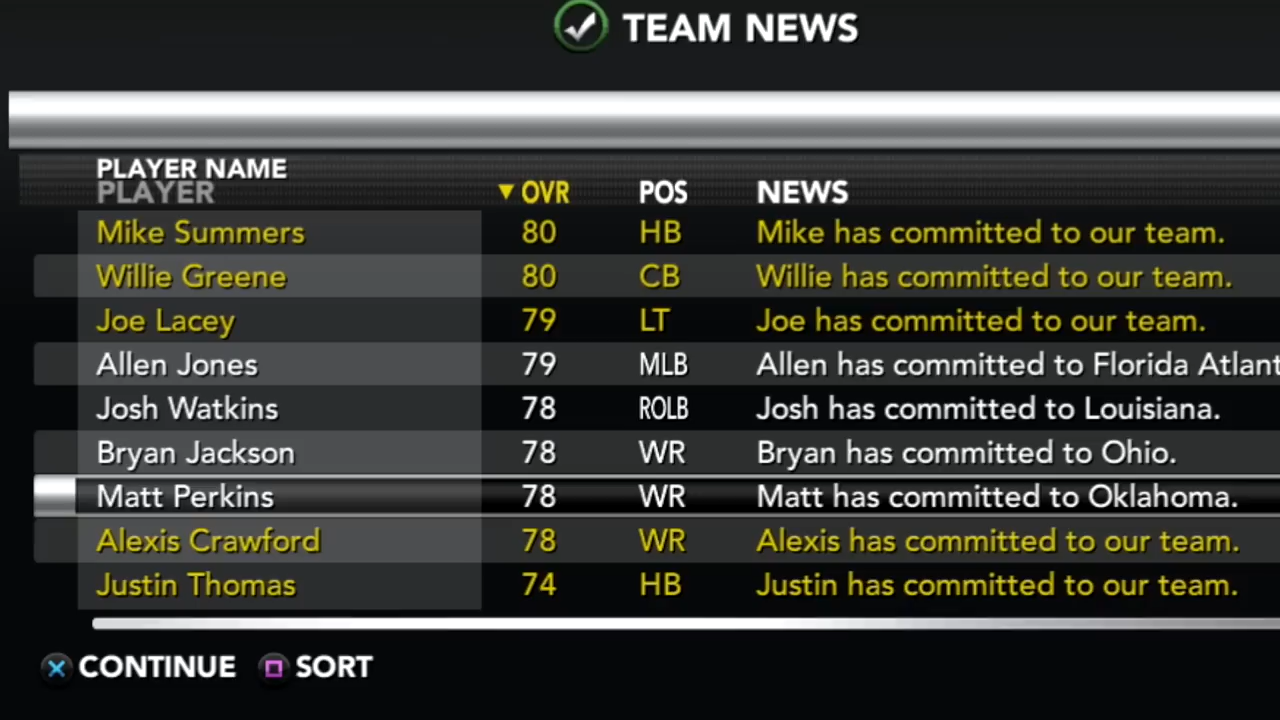 TEAM NEWS
PLAYER NAME
PLAYER OVR POS NEWS
Mike Summers 80 HB Mike has committed to our team.
Willie Greene 80 CB Willie has committed to our team.
Joe Lacey 79 LT Joe has committed to our team.
Allen Jones 79 MLB Allen has committed to Florida Atlant
Josh Watkins 78 ROLB Josh has committed to Louisiana.
Bryan Jackson 78 WR Bryan has committed to Ohio.
Matt Perkins 78 WR Matt has committed to Oklahoma.
Alexis Crawford 78 WR Alexis has committed to our team.
Justin Thomas 74 HB Justin has committed to our team.
CONTINUE SORT